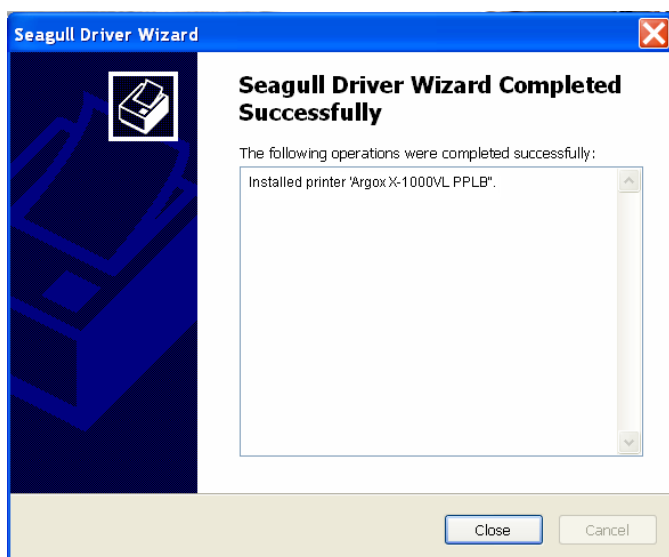 Seagull Driver Wizard
Seagull Driver Wizard Completed
Successfully
The following operations were completed successfully:
Installed printer 'Argox X-1000VL PPLB".
Close
Cancel